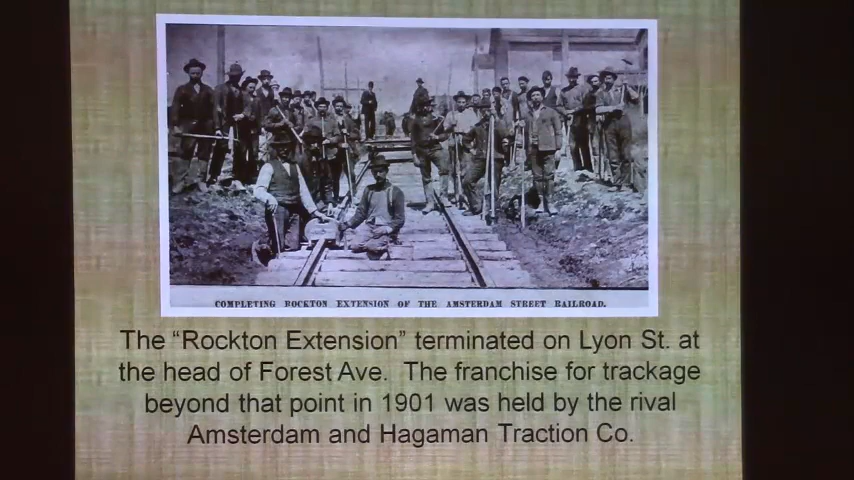 COMPLETING ROCKTON EXTENSION OF THE AMSTERDAM STREET RAILROAD.
The “Rockton Extension” terminated on Lyon St. at
the head of Forest Ave. The franchise for trackage
beyond that point in 1901 was held by the rival
Amsterdam and Hagaman Traction Co.